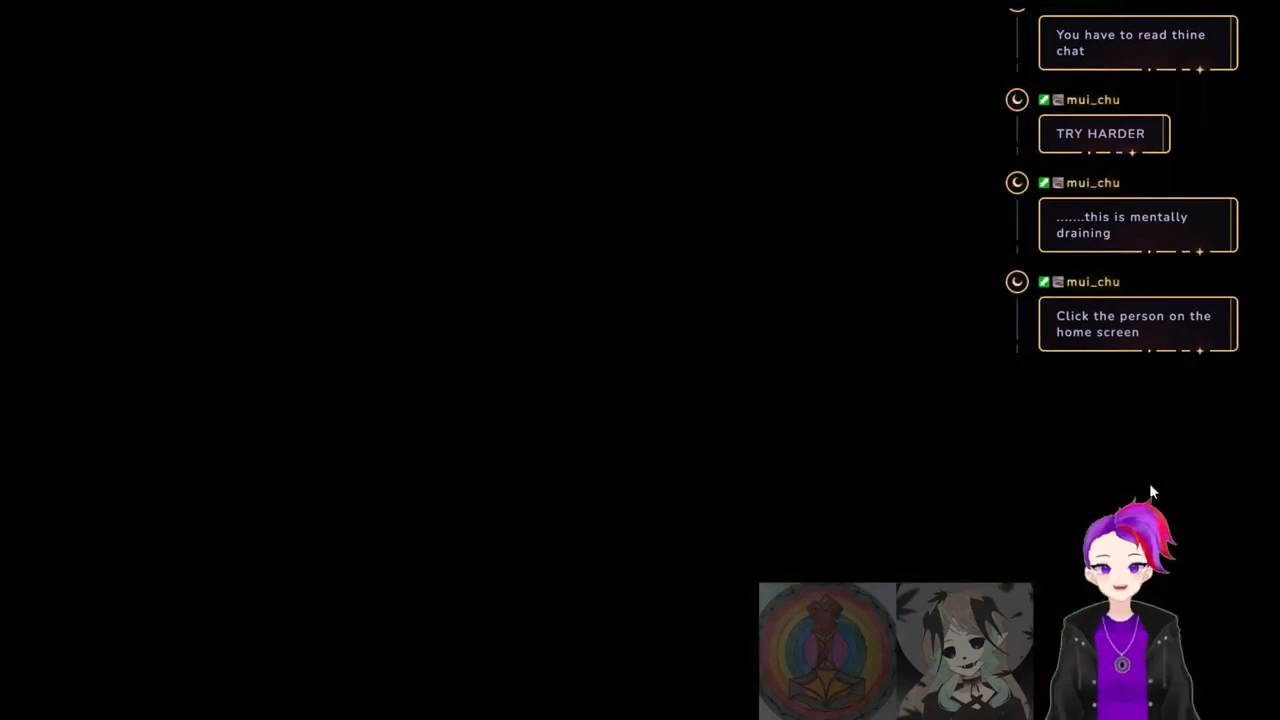 You have to read thine
chat
mui_chu
TRY HARDER
mui_chu
.......this is mentally
draining
mui_chu
Click the person on the
home screen